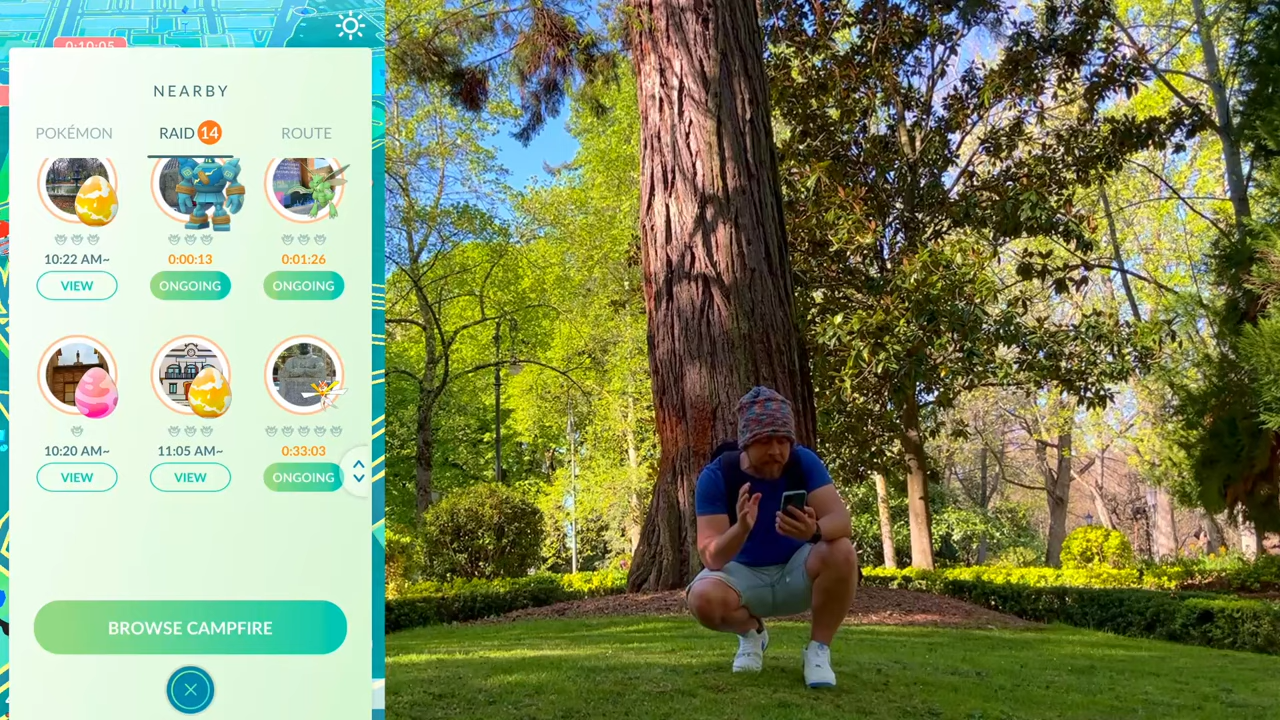 0:10:05
NEARBY
POKÉMON
RAID 14
ROUTE
10:22 AM~
0:00:13
0:01:26
VIEW
ONGOING
ONGOING
10:20 AM~
11:05 AM~
0:33:03
VIEW
VIEW
ONGOING
BROWSE CAMPFIRE